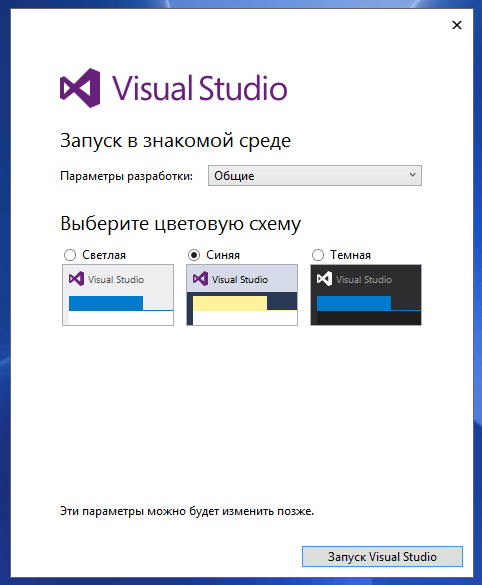 Visual Studio
Запуск в знакомой среде
Параметры разработки: Общие
Выберите цветовую схему
Светлая Синяя Темная
Visual Studio Visual Studio Visual Studio
Эти параметры можно будет изменить позже.
Запуск Visual Studio